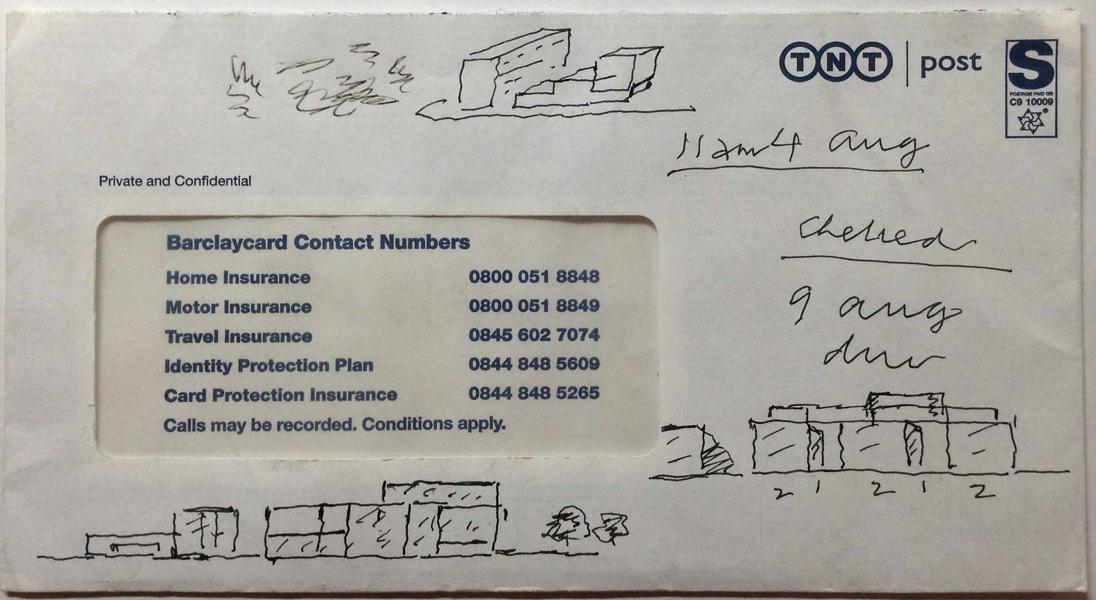 TNT post
S
POSTAGE PAID GB
C9 10009
11am 4 aug
Private and Confidential
Barclaycard Contact Numbers
Home Insurance 0800 051 8848
Motor Insurance 0800 051 8849
Travel Insurance 0845 602 7074
Identity Protection Plan 0844 848 5609
Card Protection Insurance 0844 848 5265
Calls may be recorded. Conditions apply.
9 aug
2 1 2 1 2